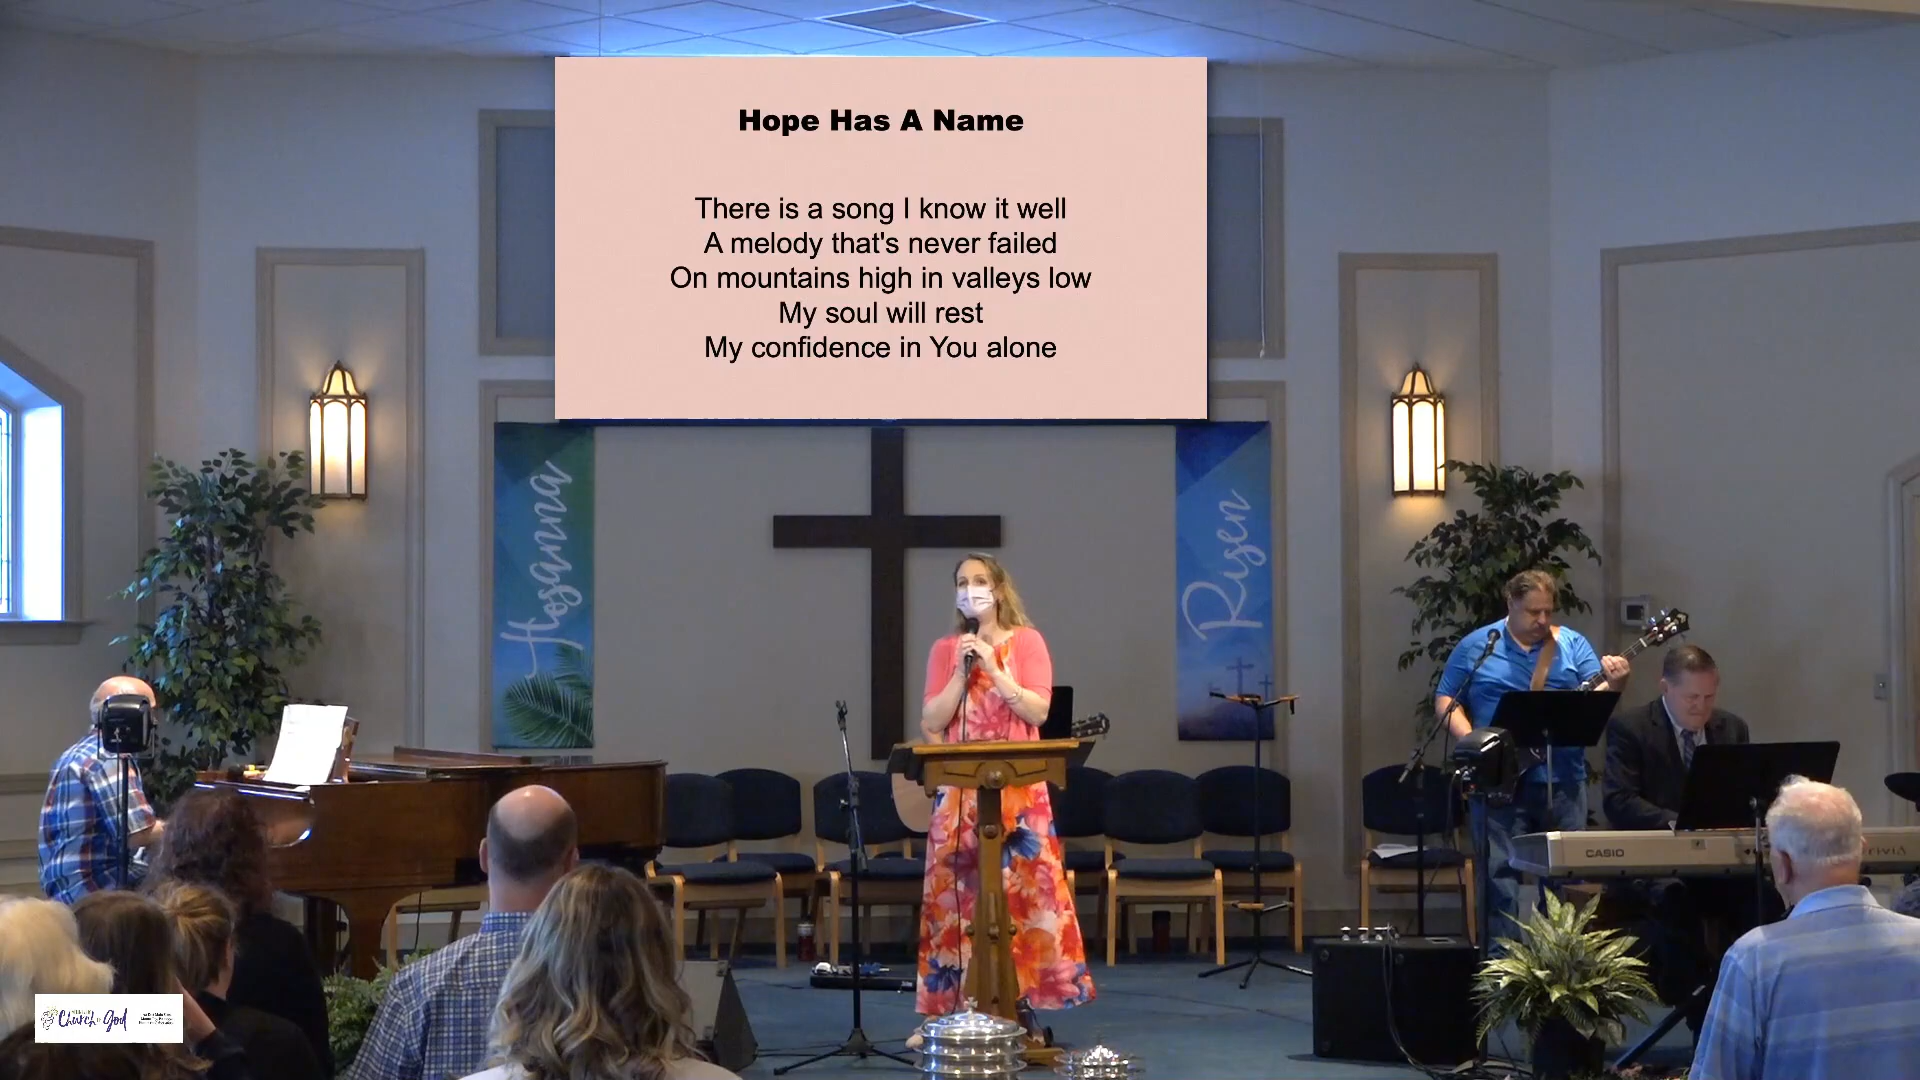 Hope Has A Name
There is a song I know it well
A melody that's never failed
On mountains high in valleys low
My soul will rest
My confidence in You alone
Hosanna
Risen
CASIO
Church of God